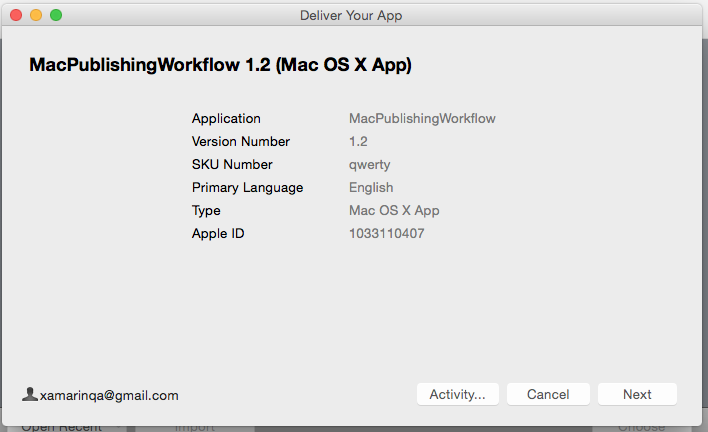 Deliver Your App
MacPublishingWorkflow 1.2 (Mac OS X App)
Application MacPublishingWorkflow
Version Number 1.2
SKU Number qwerty
Primary Language English
Type Mac OS X App
Apple ID 1033110407
xamarinqa@gmail.com Activity... Cancel Next
Open Recent Import Choose